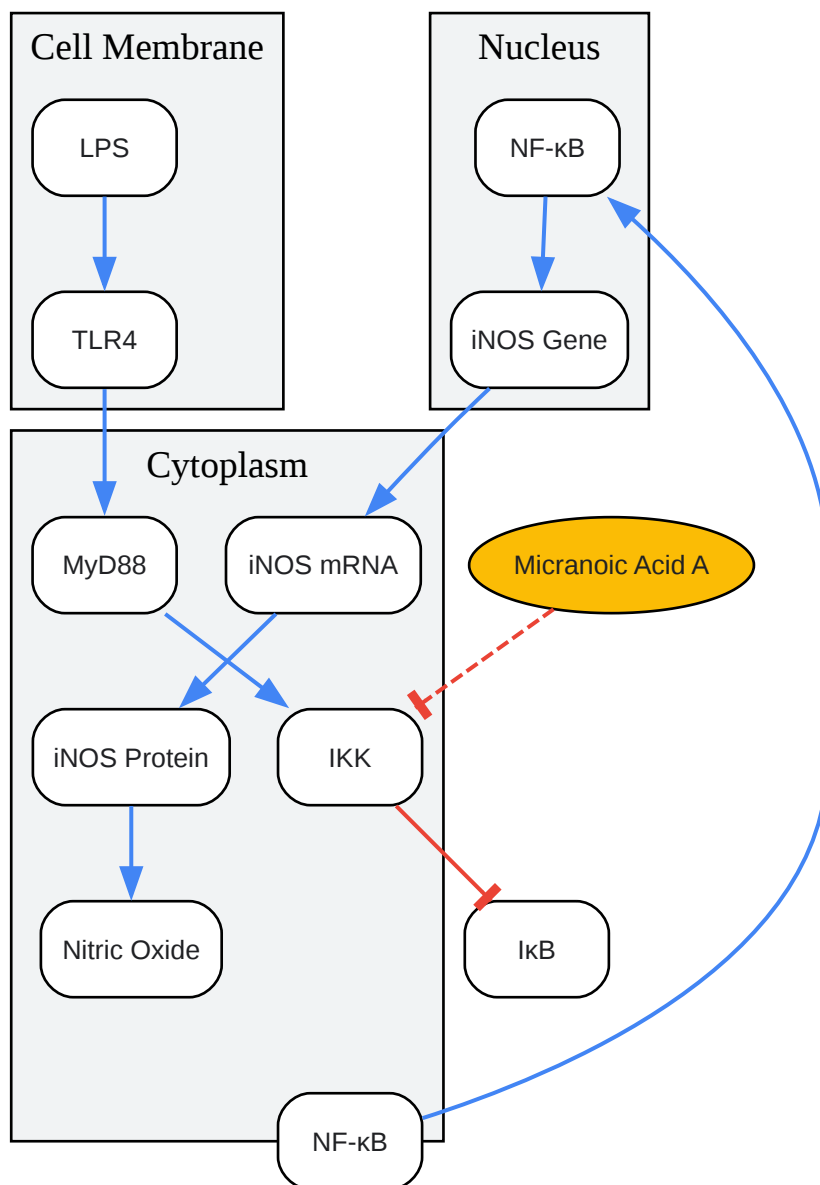 Cell Membrane
LPS
TLR4
Nucleus
NF-κB
iNOS Gene
Cytoplasm
MyD88
iNOS mRNA
Micranoic Acid A
iNOS Protein
IKK
Nitric Oxide
IκB
NF-κB